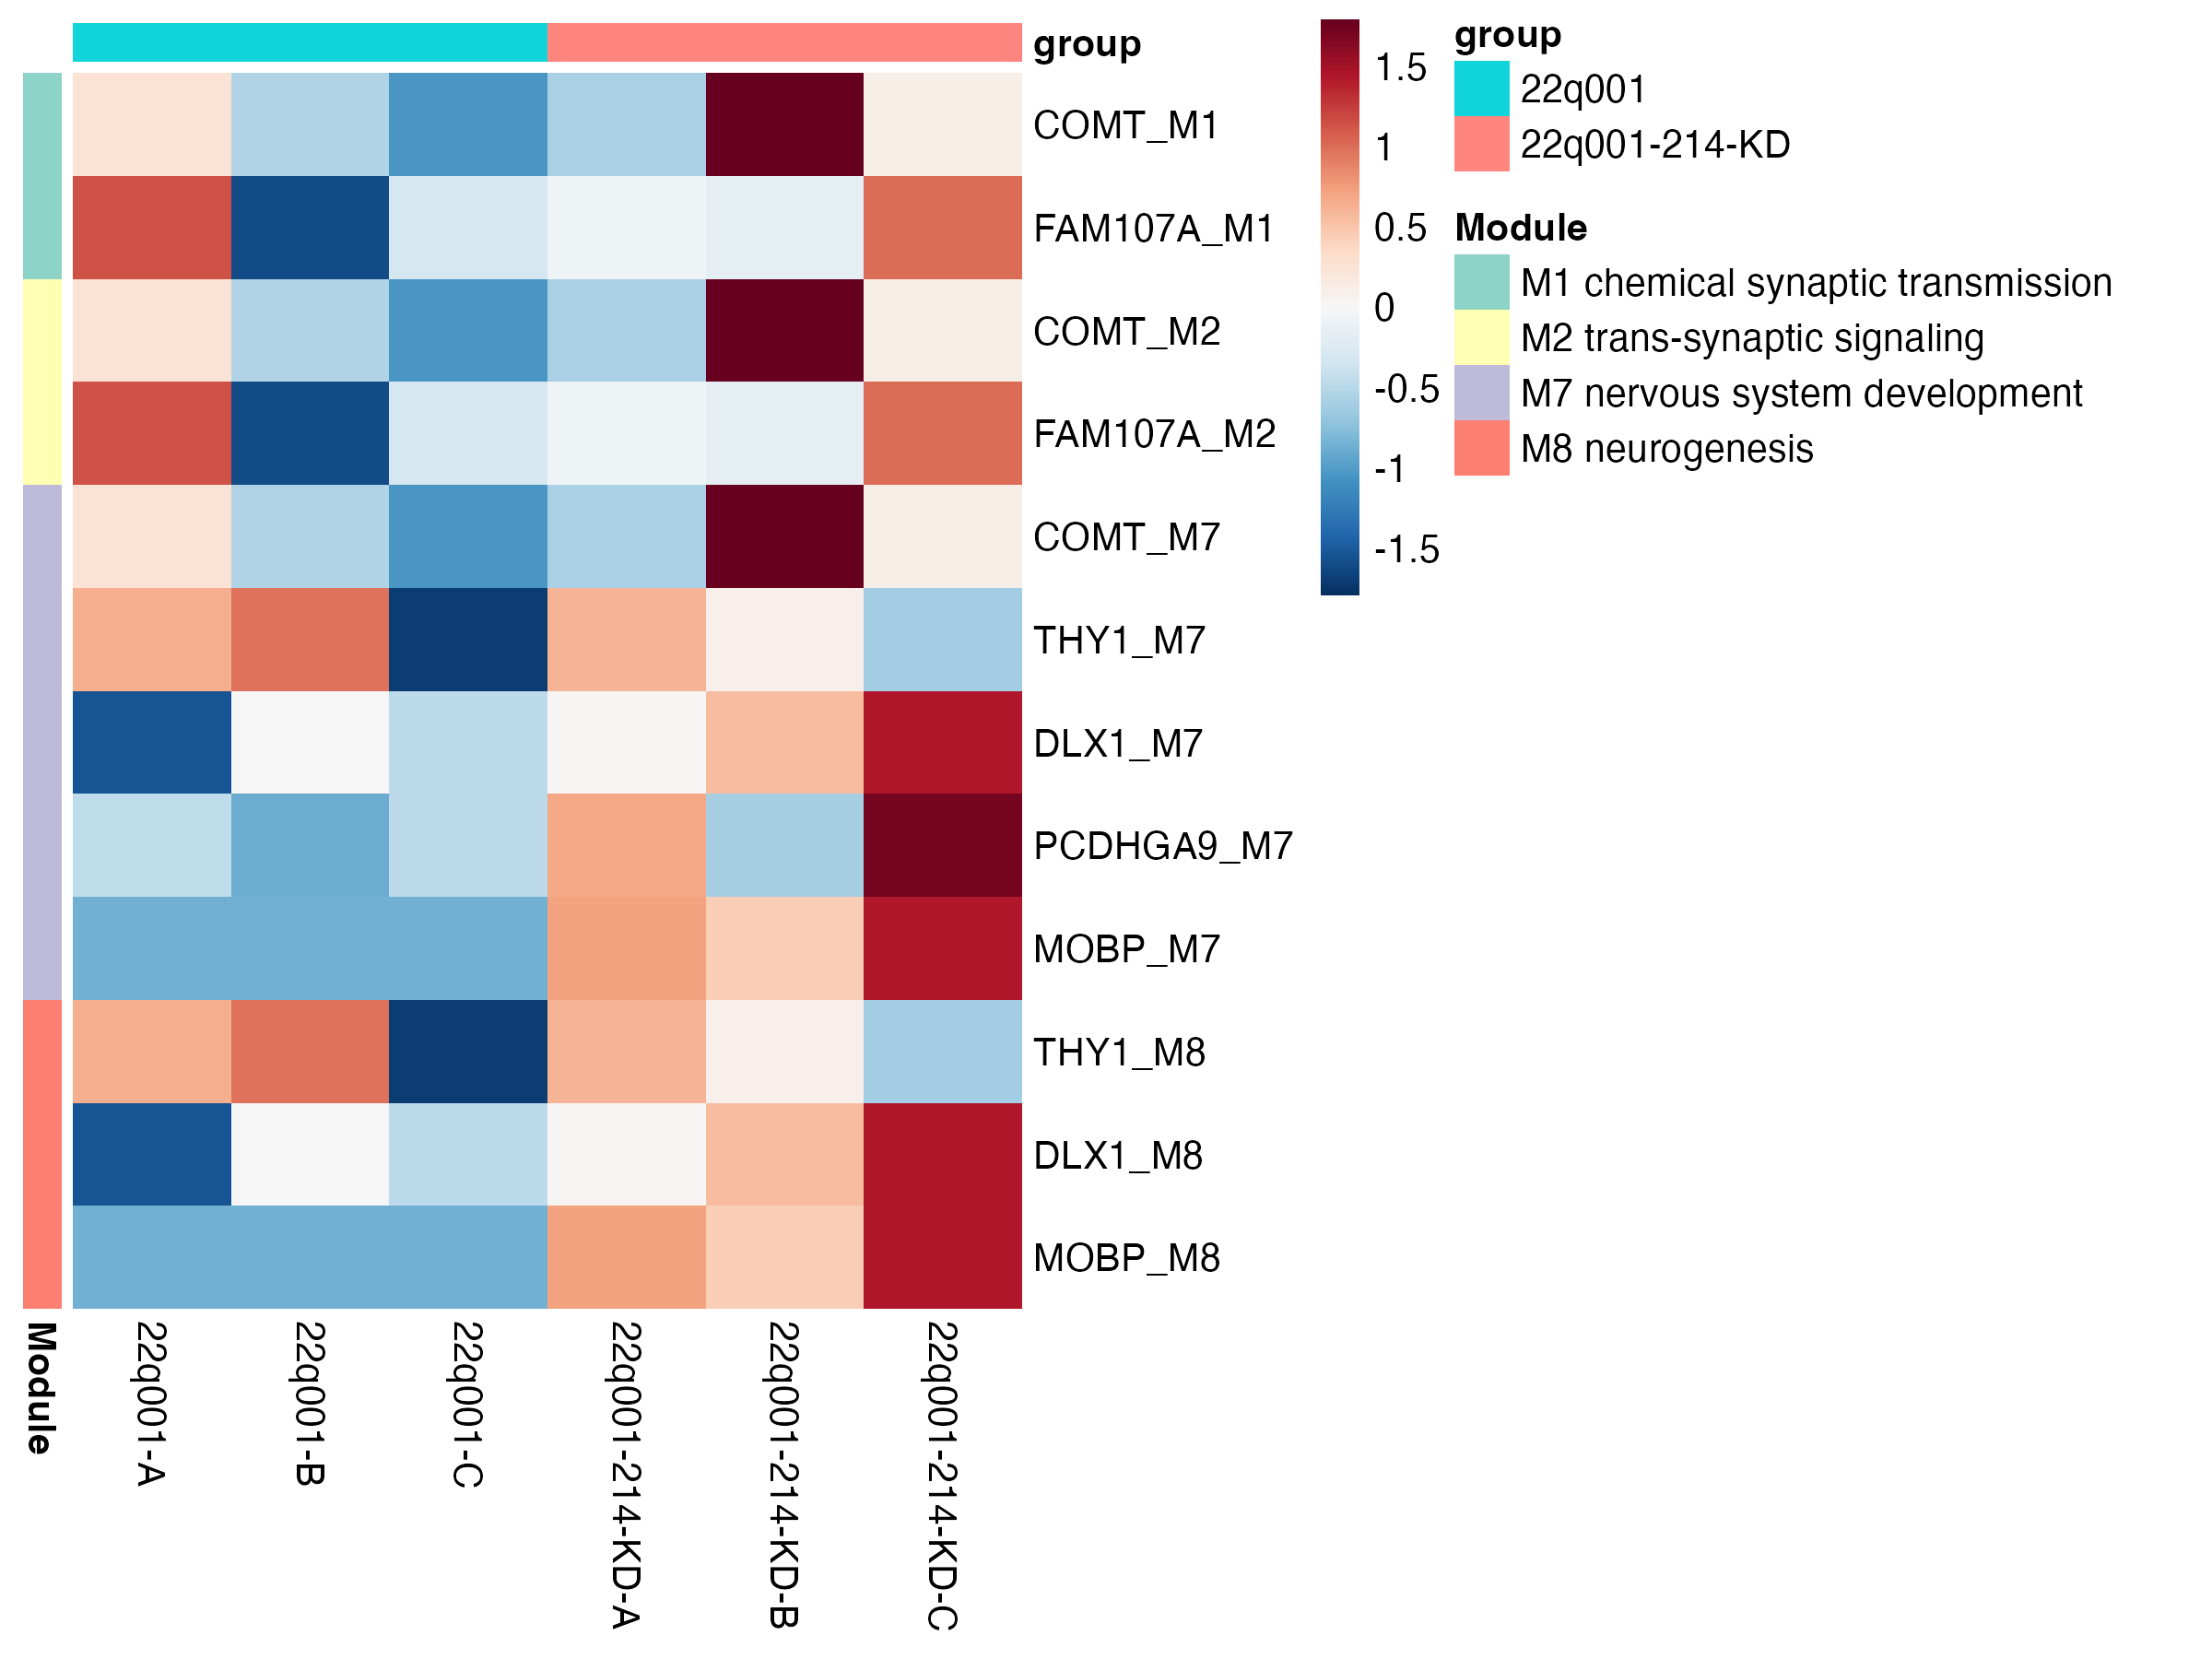 group
COMT_M1
FAM107A_M1
COMT_M2
FAM107A_M2
COMT_M7
THY1_M7
DLX1_M7
PCDHGA9_M7
MOBP_M7
THY1_M8
DLX1_M8
MOBP_M8
Module
22q001-A
22q001-B
22q001-C
22q001-214-KD-A
22q001-214-KD-B
22q001-214-KD-C
1.5
1
0.5
0
-0.5
-1
-1.5
group
22q001
22q001-214-KD
Module
M1 chemical synaptic transmission
M2 trans-synaptic signaling
M7 nervous system development
M8 neurogenesis